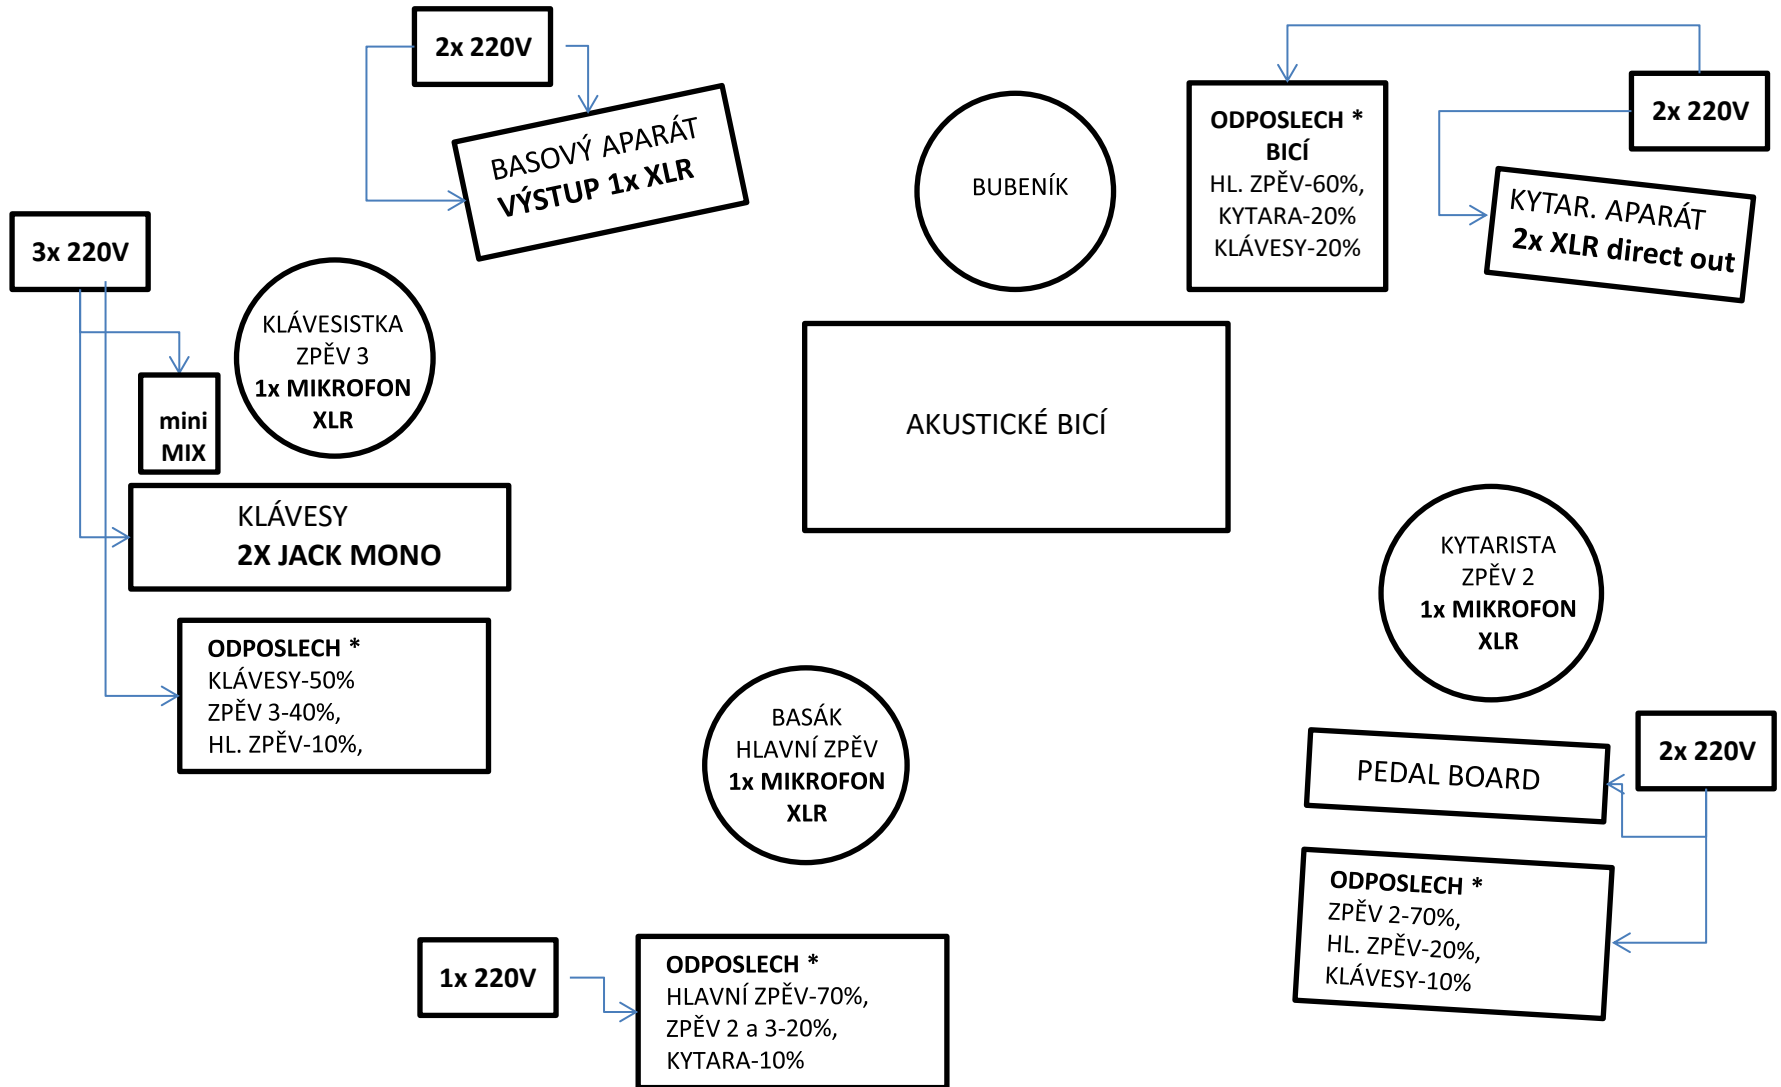 2x 220V
BASOVÝ APARÁT
VÝSTUP 1x XLR
BUBENÍK
ODPOSLECH *
BICÍ
HL. ZPĚV-60%,
KYTARA-20%
KLÁVESY-20%
2x 220V
KYTAR. APARÁT
2x XLR direct out
3x 220V
KLÁVESISTKA
ZPĚV 3
1x MIKROFON
XLR
mini
MIX
AKUSTICKÉ BICÍ
KLÁVESY
2X JACK MONO
KYTARISTA
ZPĚV 2
1x MIKROFON
XLR
ODPOSLECH *
KLÁVESY-50%
ZPĚV 3-40%,
HL. ZPĚV-10%,
BASÁK
HLAVNÍ ZPĚV
1x MIKROFON
XLR
PEDAL BOARD
2x 220V
ODPOSLECH *
ZPĚV 2-70%,
HL. ZPĚV-20%,
KLÁVESY-10%
1x 220V
ODPOSLECH *
HLAVNÍ ZPĚV-70%,
ZPĚV 2 a 3-20%,
KYTARA-10%